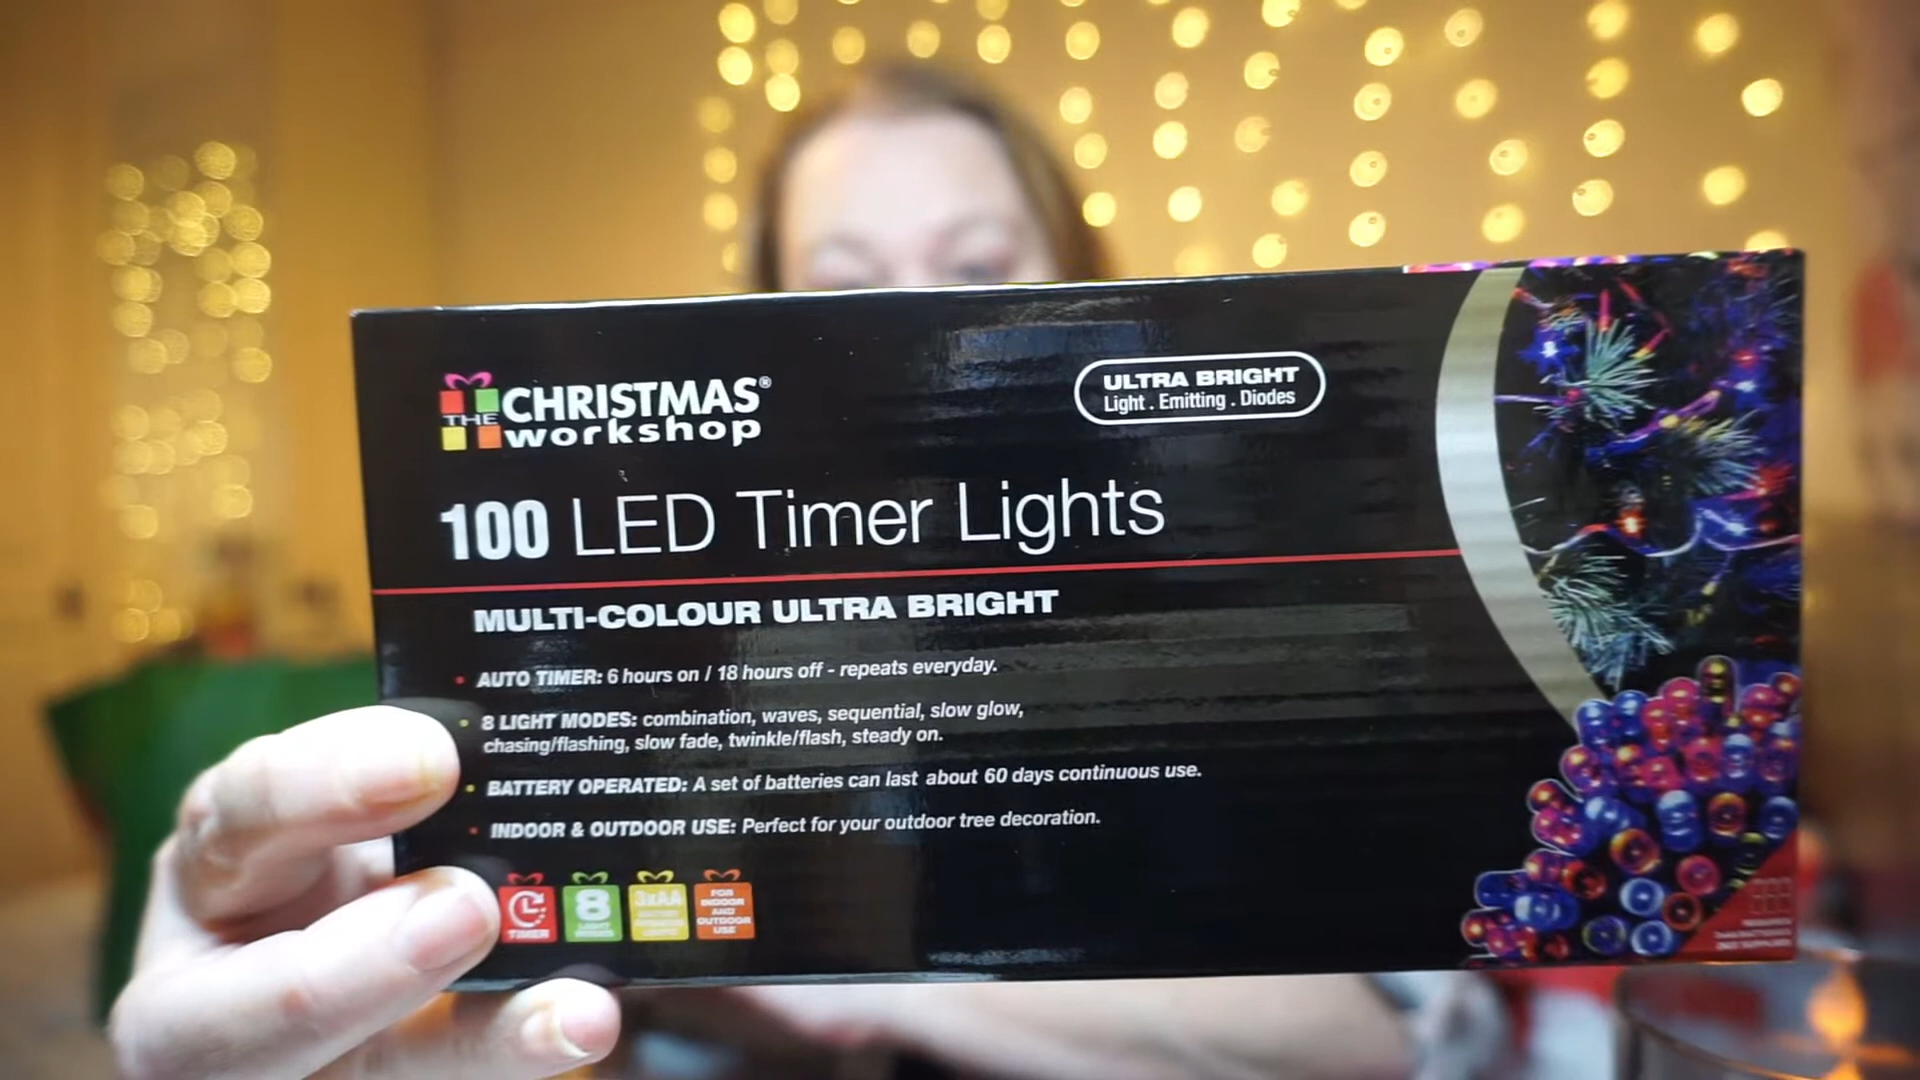 THE CHRISTMAS®
workshop
ULTRA BRIGHT
Light . Emitting . Diodes
100 LED Timer Lights
MULTI-COLOUR ULTRA BRIGHT
• AUTO TIMER: 6 hours on / 18 hours off - repeats everyday.
• 8 LIGHT MODES: combination, waves, sequential, slow glow,
chasing/flashing, slow fade, twinkle/flash, steady on.
• BATTERY OPERATED: A set of batteries can last about 60 days continuous use.
• INDOOR & OUTDOOR USE: Perfect for your outdoor tree decoration.
TIMER
8
LIGHT
MODES
3xAA
FOR
INDOOR
AND
OUTDOOR
USE